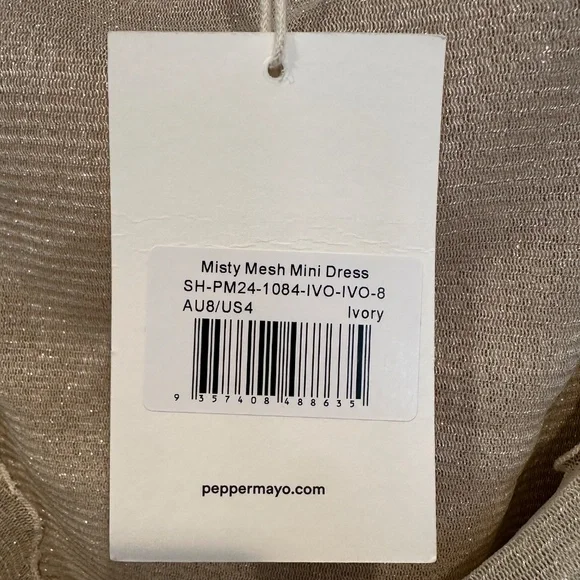 Misty Mesh Mini Dress
SH-PM24-1084-IVO-IVO-8
AU8/US4 Ivory
9 357408 488635
peppermayo.com